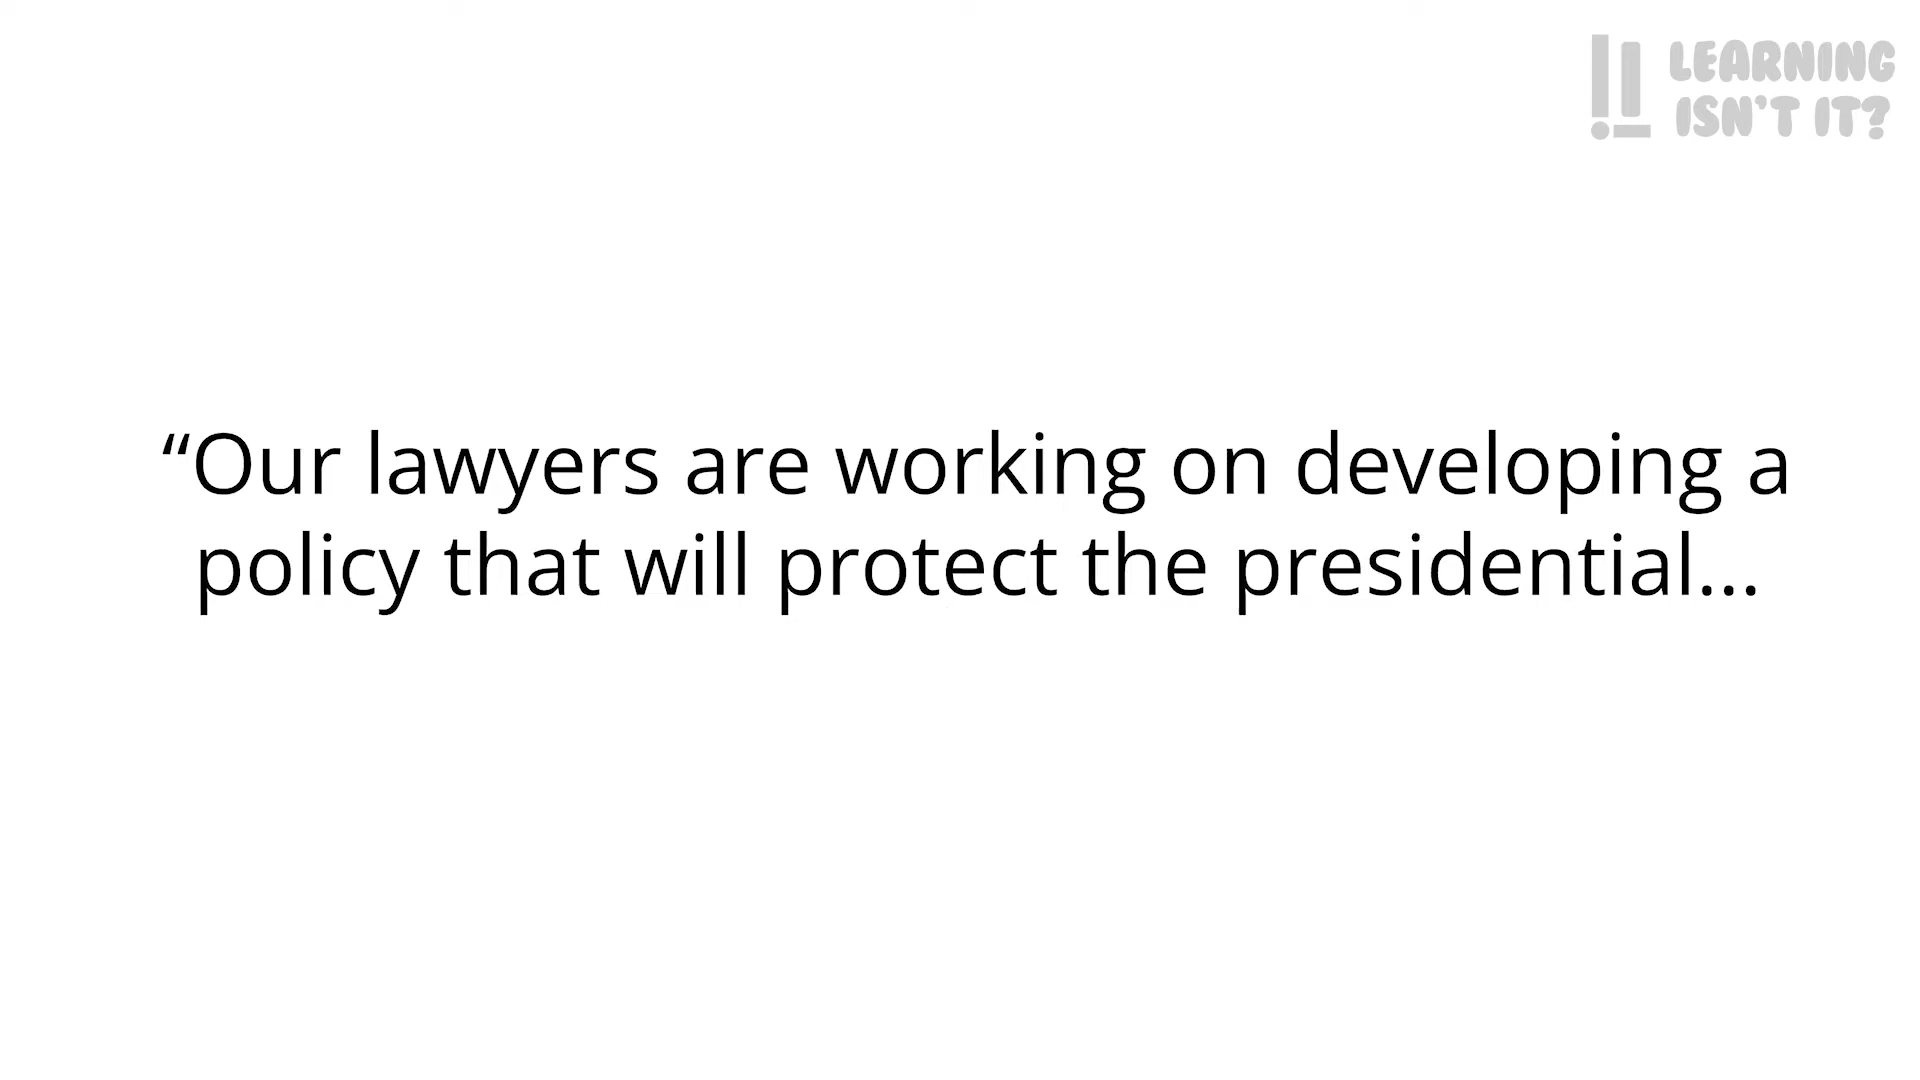 LEARNING
ISN'T IT?
“Our lawyers are working on developing a
policy that will protect the presidential...